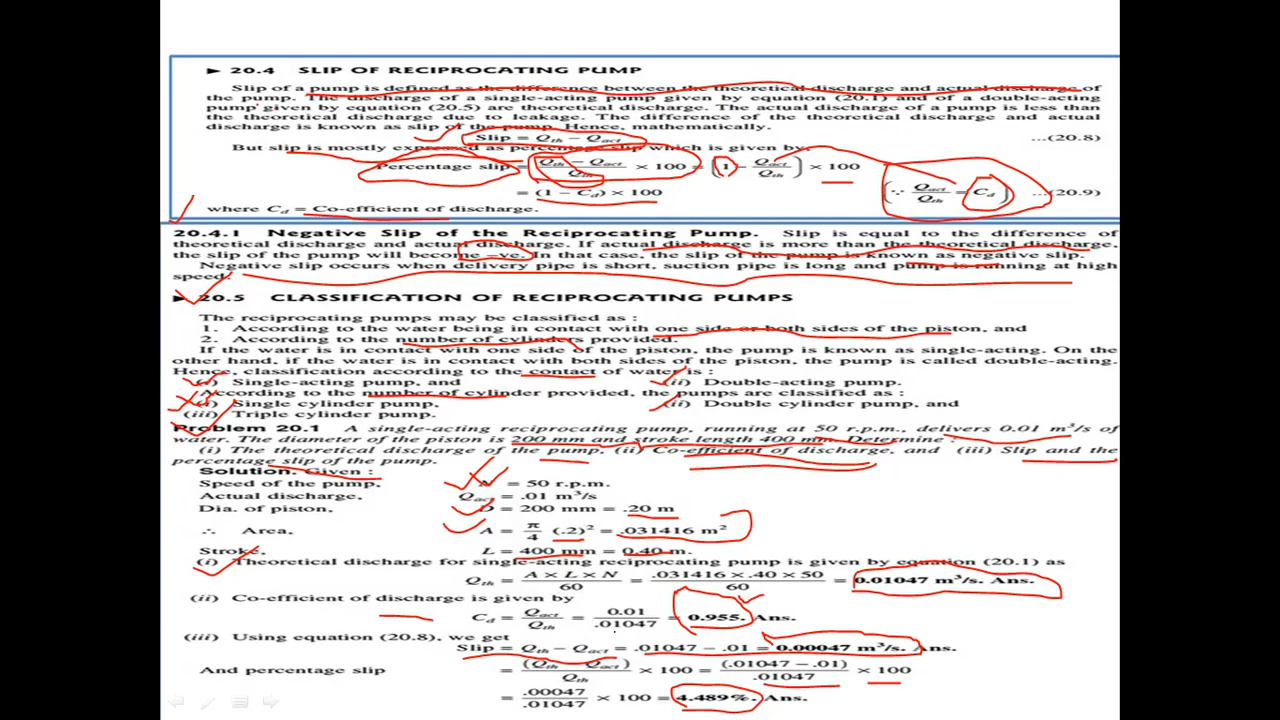 ► 20.4 SLIP OF RECIPROCATING PUMP
Slip of a pump is defined as the difference between the theoretical discharge and actual discharge of
the pump. The discharge of a single-acting pump given by equation (20.1) and of a double-acting
pump given by equation (20.5) are theoretical discharge. The actual discharge of a pump is less than
the theoretical discharge due to leakage. The difference of the theoretical discharge and actual
discharge is known as slip of the pump. Hence, mathematically.
Slip = Qth – Qact ...(20.8)
But slip is mostly expressed as percentage slip which is given by,
Percentage slip = (Qth – Qact)/Qth × 100 = (1 – Qact/Qth) × 100
= (1 – Cd) × 100 (∵ Qact/Qth = Cd) ...(20.9)
where Cd = Co-efficient of discharge.
20.4.1 Negative Slip of the Reciprocating Pump. Slip is equal to the difference of
theoretical discharge and actual discharge. If actual discharge is more than the theoretical discharge,
the slip of the pump will become –ve. In that case, the slip of the pump is known as negative slip.
Negative slip occurs when delivery pipe is short, suction pipe is long and pump is running at high
speed.
► 20.5 CLASSIFICATION OF RECIPROCATING PUMPS
The reciprocating pumps may be classified as :
1. According to the water being in contact with one side or both sides of the piston, and
2. According to the number of cylinders provided.
If the water is in contact with one side of the piston, the pump is known as single-acting. On the
other hand, if the water is in contact with both sides of the piston, the pump is called double-acting.
Hence, classification according to the contact of water is :
(i) Single-acting pump, and (ii) Double-acting pump.
According to the number of cylinder provided, the pumps are classified as :
(i) Single cylinder pump, (ii) Double cylinder pump, and
(iii) Triple cylinder pump.
Problem 20.1 A single-acting reciprocating pump, running at 50 r.p.m., delivers 0.01 m³/s of
water. The diameter of the piston is 200 mm and stroke length 400 mm. Determine :
(i) The theoretical discharge of the pump, (ii) Co-efficient of discharge, and (iii) Slip and the
percentage slip of the pump.
Solution. Given :
Speed of the pump, N = 50 r.p.m.
Actual discharge, Qact = .01 m³/s
Dia. of piston, D = 200 mm = .20 m
∴ Area, A = π/4 (.2)² = .031416 m²
Stroke, L = 400 mm = 0.40 m.
(i) Theoretical discharge for single-acting reciprocating pump is given by equation (20.1) as
Qth = (A × L × N)/60 = (.031416 × .40 × 50)/60 = 0.01047 m³/s. Ans.
(ii) Co-efficient of discharge is given by
Cd = Qact/Qth = 0.01/.01047 = 0.955. Ans.
(iii) Using equation (20.8), we get
Slip = Qth – Qact = .01047 – .01 = 0.00047 m³/s. Ans.
And percentage slip = (Qth – Qact)/Qth × 100 = (.01047 – .01)/.01047 × 100
= .00047/.01047 × 100 = 4.489%. Ans.